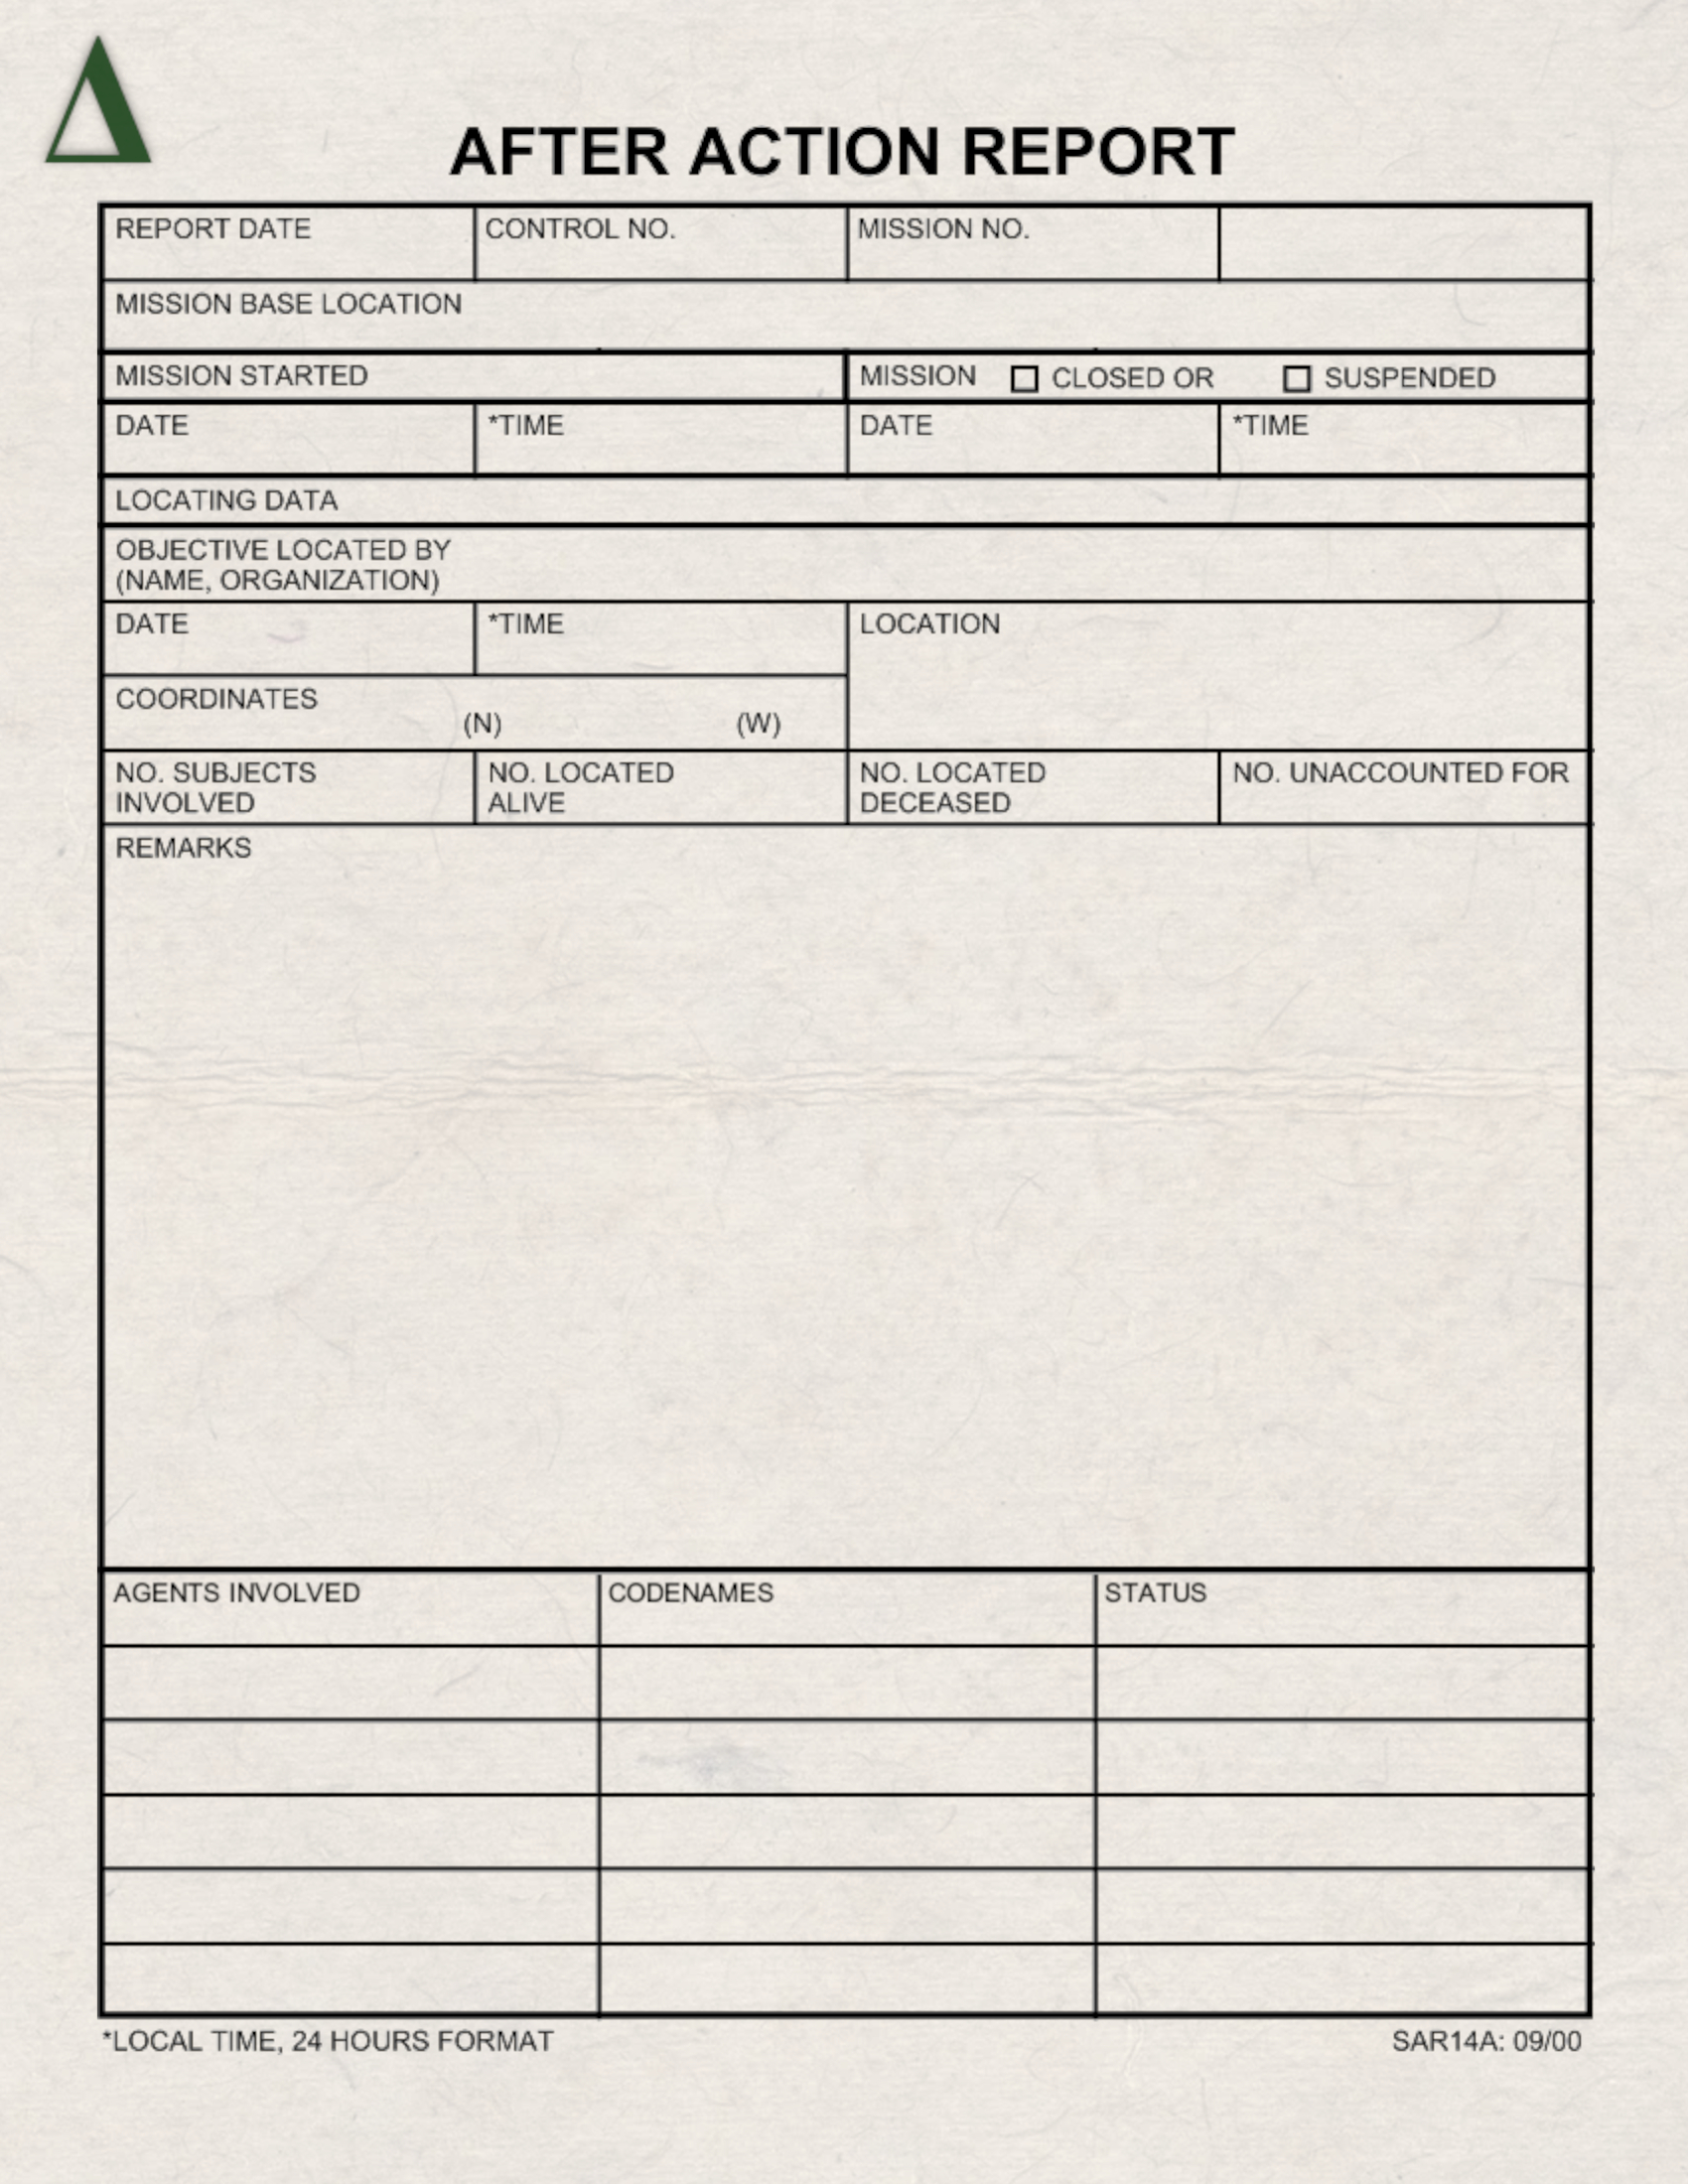 AFTER ACTION REPORT
REPORT DATE CONTROL NO. MISSION NO.
MISSION BASE LOCATION
MISSION STARTED MISSION CLOSED OR SUSPENDED
DATE *TIME DATE *TIME
LOCATING DATA
OBJECTIVE LOCATED BY
(NAME, ORGANIZATION)
DATE *TIME LOCATION
COORDINATES
(N) (W)
NO. SUBJECTS NO. LOCATED NO. LOCATED NO. UNACCOUNTED FOR
INVOLVED ALIVE DECEASED
REMARKS
AGENTS INVOLVED CODENAMES STATUS
*LOCAL TIME, 24 HOURS FORMAT SAR14A: 09/00